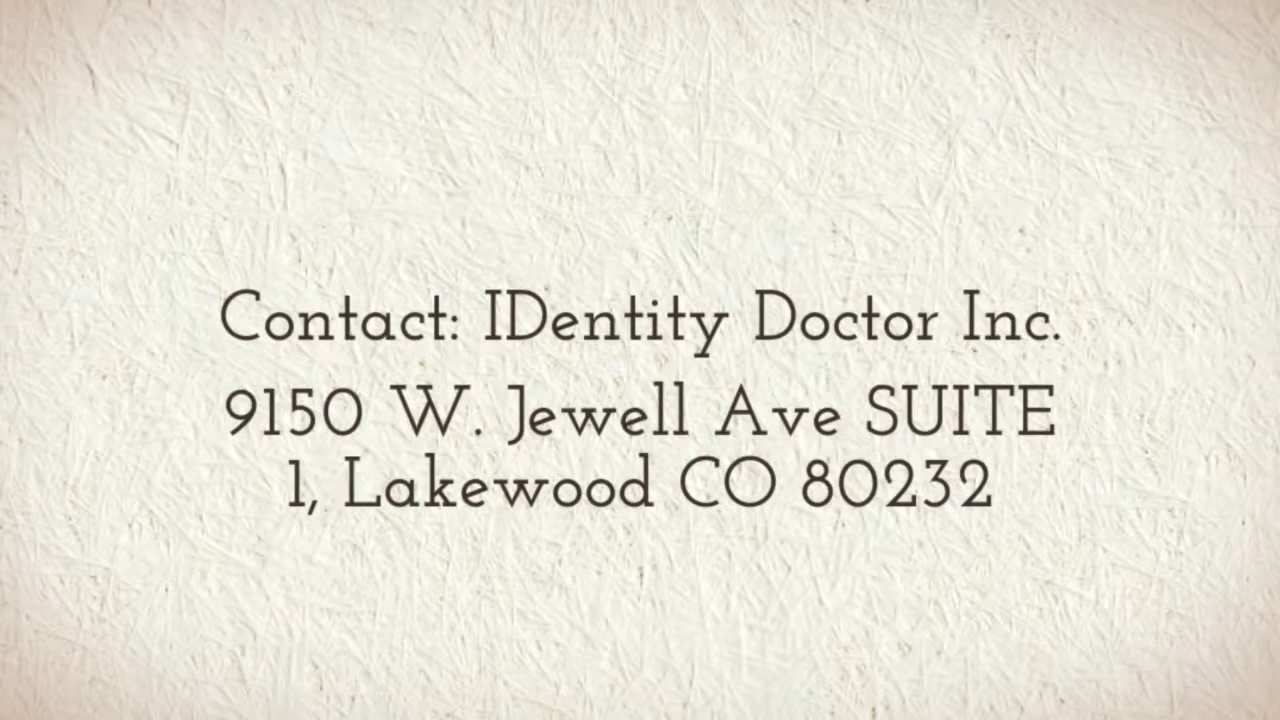 Contact: IDentity Doctor Inc.
9150 W. Jewell Ave SUITE
1, Lakewood CO 80232